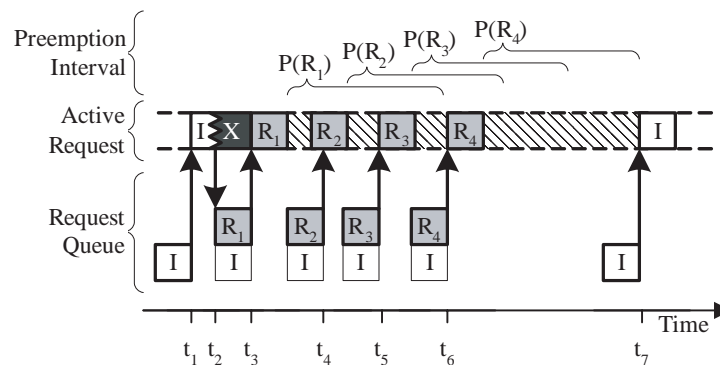 Preemption
Interval
P(R1) P(R2) P(R3) P(R4)
Active
Request
I X R1 R2 R3 R4 I
Request
Queue
R1 R2 R3 R4
I I I I I I
Time
t1 t2 t3 t4 t5 t6 t7